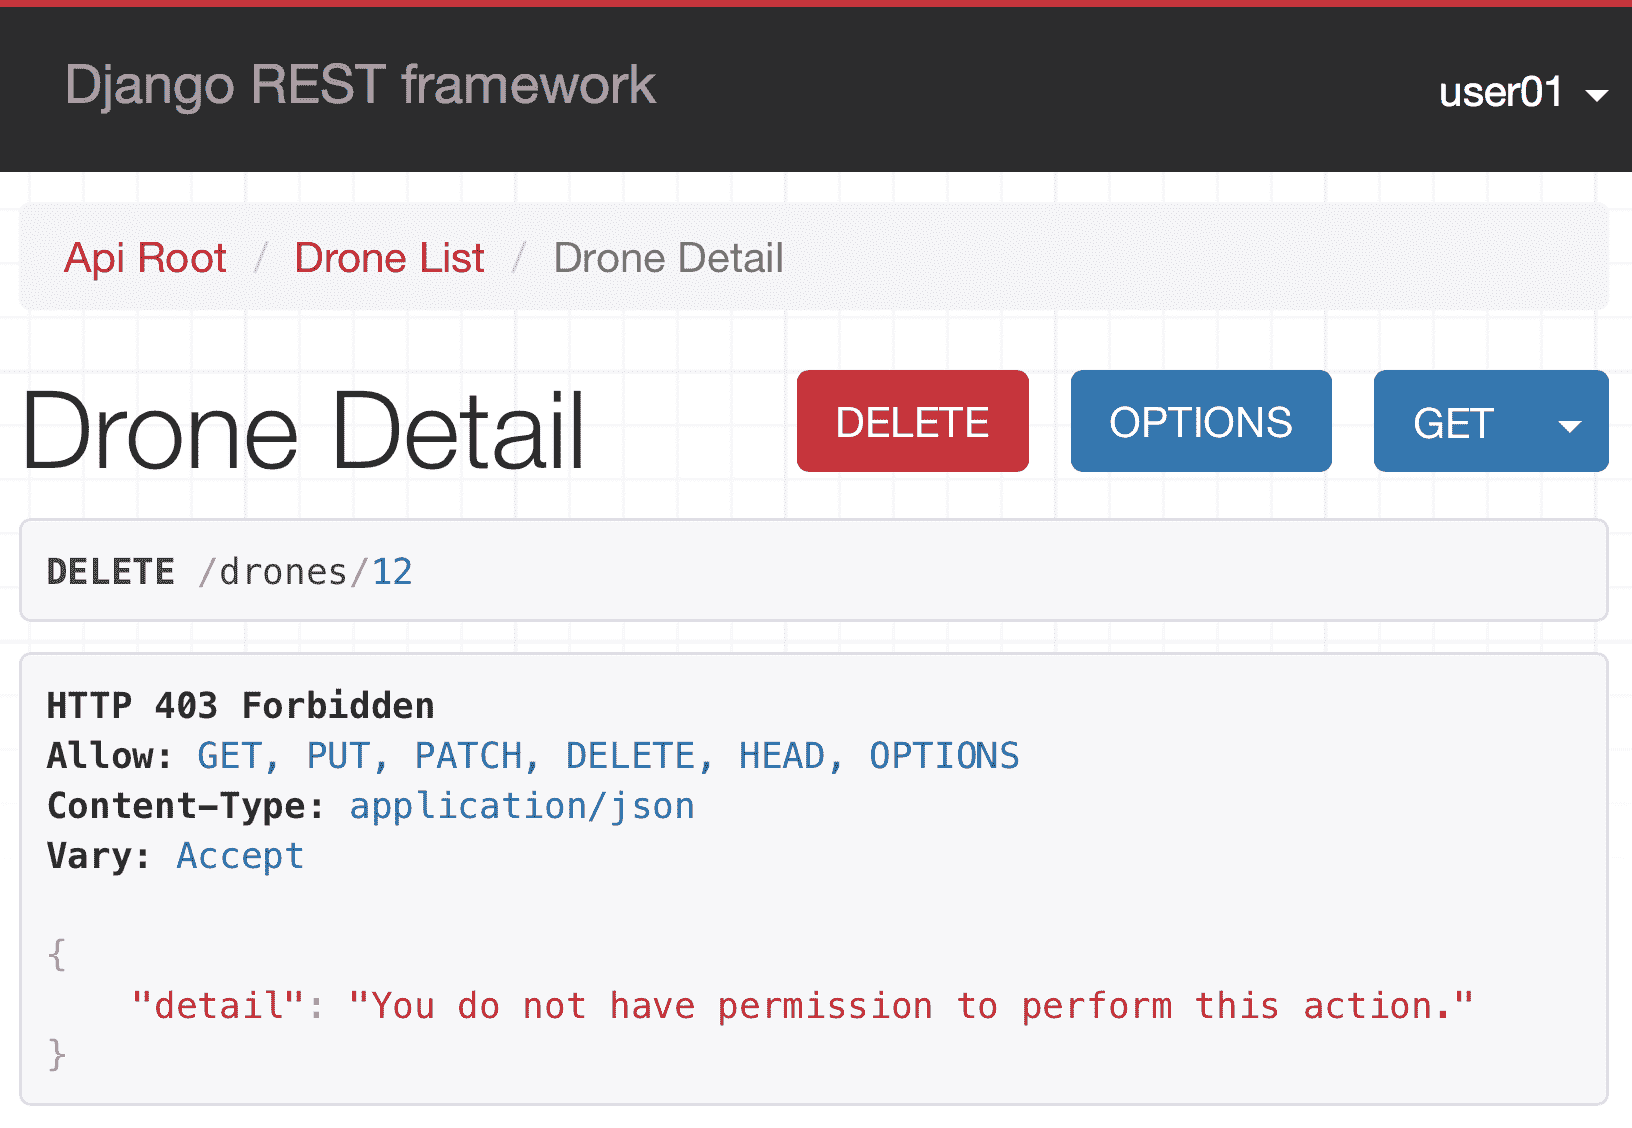 Django REST framework
user01
Api Root / Drone List / Drone Detail
Drone Detail
DELETE
OPTIONS
GET
DELETE /drones/12
HTTP 403 Forbidden
Allow: GET, PUT, PATCH, DELETE, HEAD, OPTIONS
Content-Type: application/json
Vary: Accept
{
    "detail": "You do not have permission to perform this action."
}